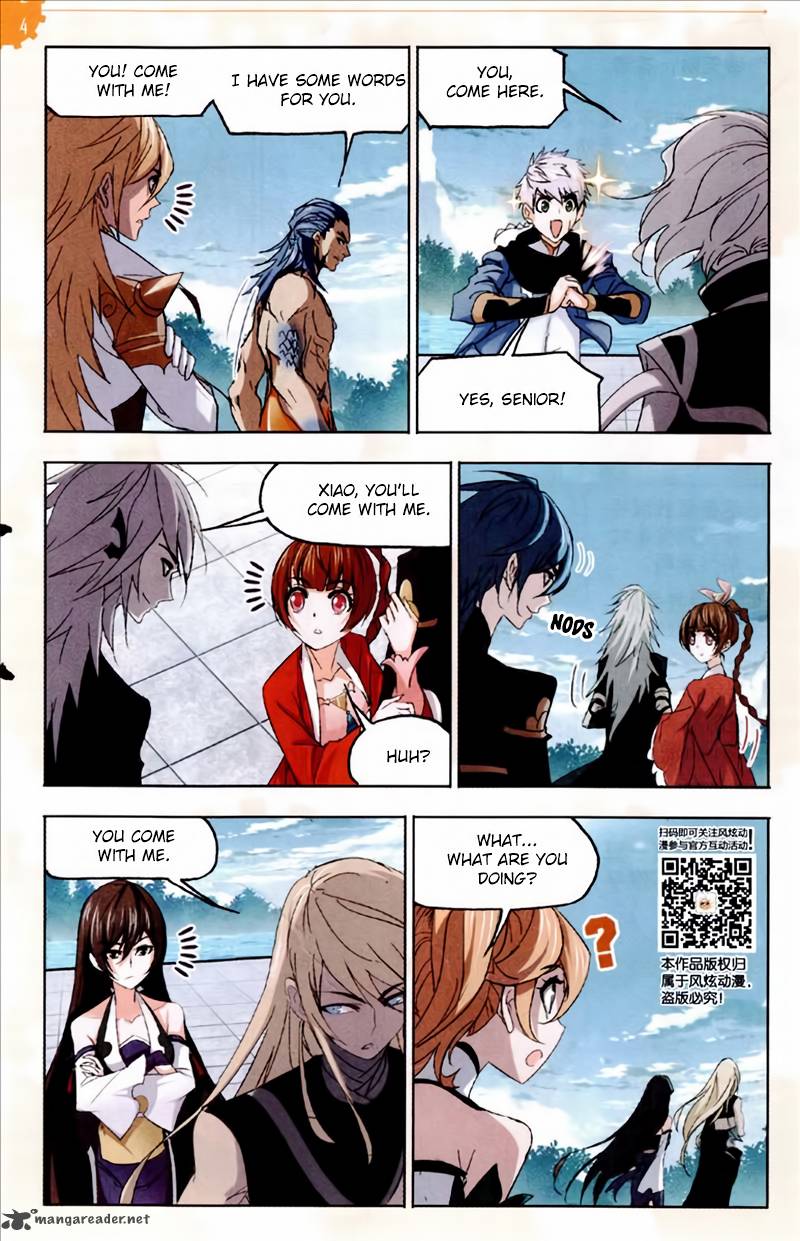 4
YOU! COME
WITH ME!
I HAVE SOME WORDS
FOR YOU.
YOU,
COME HERE.
YES, SENIOR!
XIAO, YOU'LL
COME WITH ME.
HUH?
NODS
YOU COME
WITH ME.
WHAT...
WHAT ARE YOU
DOING?
?
扫码即可关注风炫动
漫参与官方互动活动!
本作品版权归
属于风炫动漫,
盗版必究!
mangareader.net